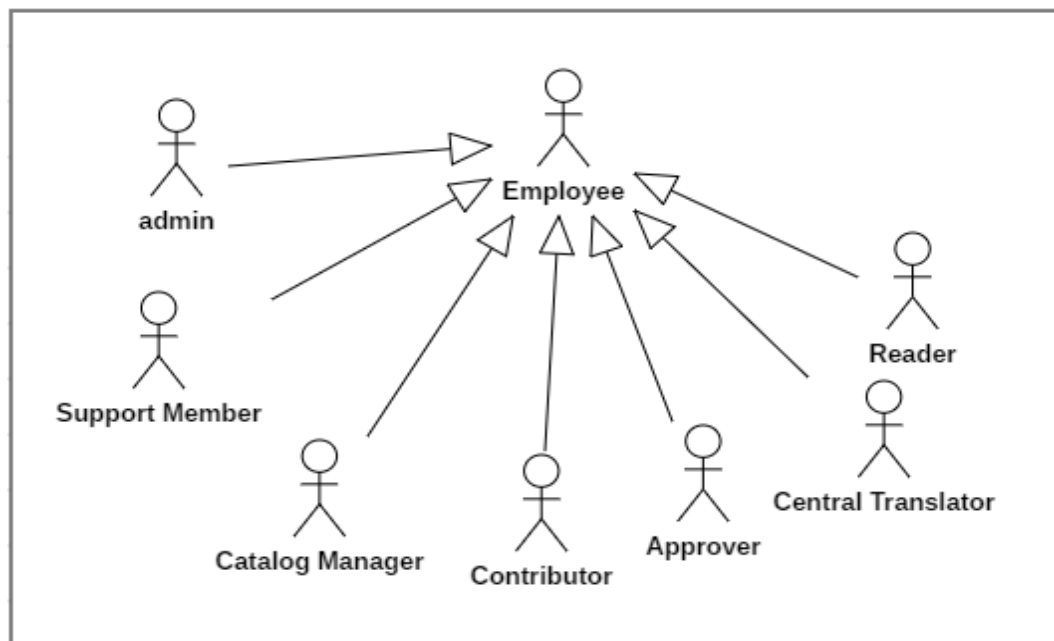 Employee
admin
Reader
Support Member
Central Translator
Approver
Catalog Manager
Contributor